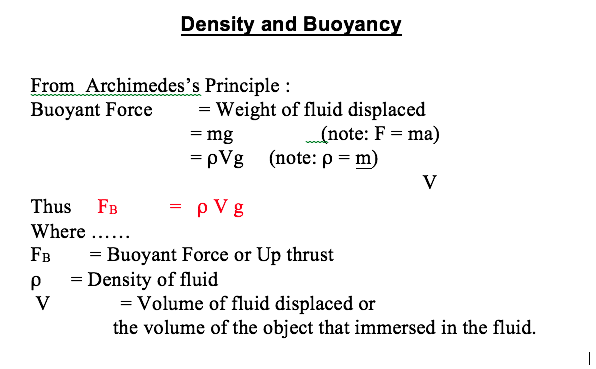 Density and Buoyancy
From Archimedes's Principle :
Buoyant Force = Weight of fluid displaced
= mg (note: F = ma)
= ρVg (note: ρ = m)
V
Thus FB = ρ V g
Where ......
FB = Buoyant Force or Up thrust
ρ = Density of fluid
V = Volume of fluid displaced or
the volume of the object that immersed in the fluid.